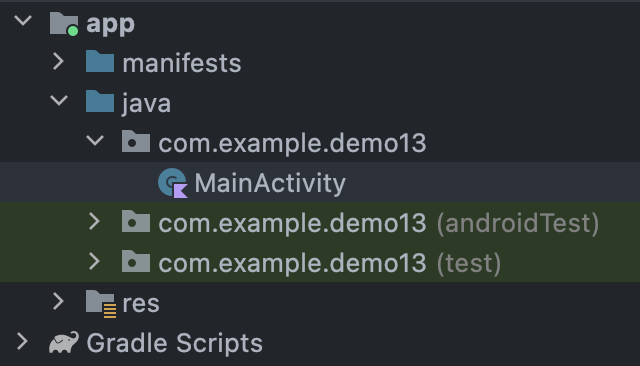 app
manifests
java
com.example.demo13
MainActivity
com.example.demo13 (androidTest)
com.example.demo13 (test)
res
Gradle Scripts